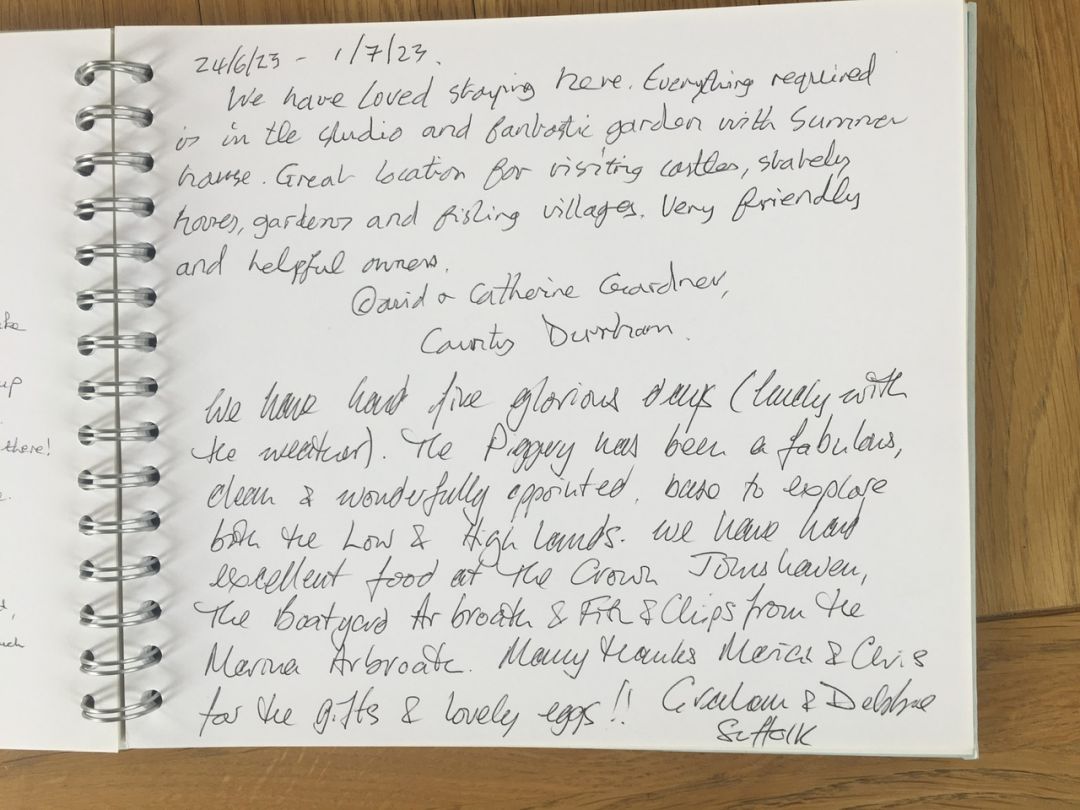 ke
up
there!
24/6/23 - 1/7/23.
We have loved staying here. Everything required
is in the studio and fantastic garden with Summer
house. Great location for visiting castles, stately
homes, gardens and fishing villages. Very friendly
and helpful owners.
David & Catherine Gardner,
County Durham.
We have had five glorious days (lucky with
the weather). The Piggery has been a fabulous,
clean & wonderfully appointed, base to explore
both the Low & High lands. We have had
excellent food at The Crown Johnshaven,
The Boatyard Arbroath & Fish & Chips from the
Marina Arbroath. Many thanks & Chris
for the gifts & lovely eggs!! Graham & Debbie
Suffolk